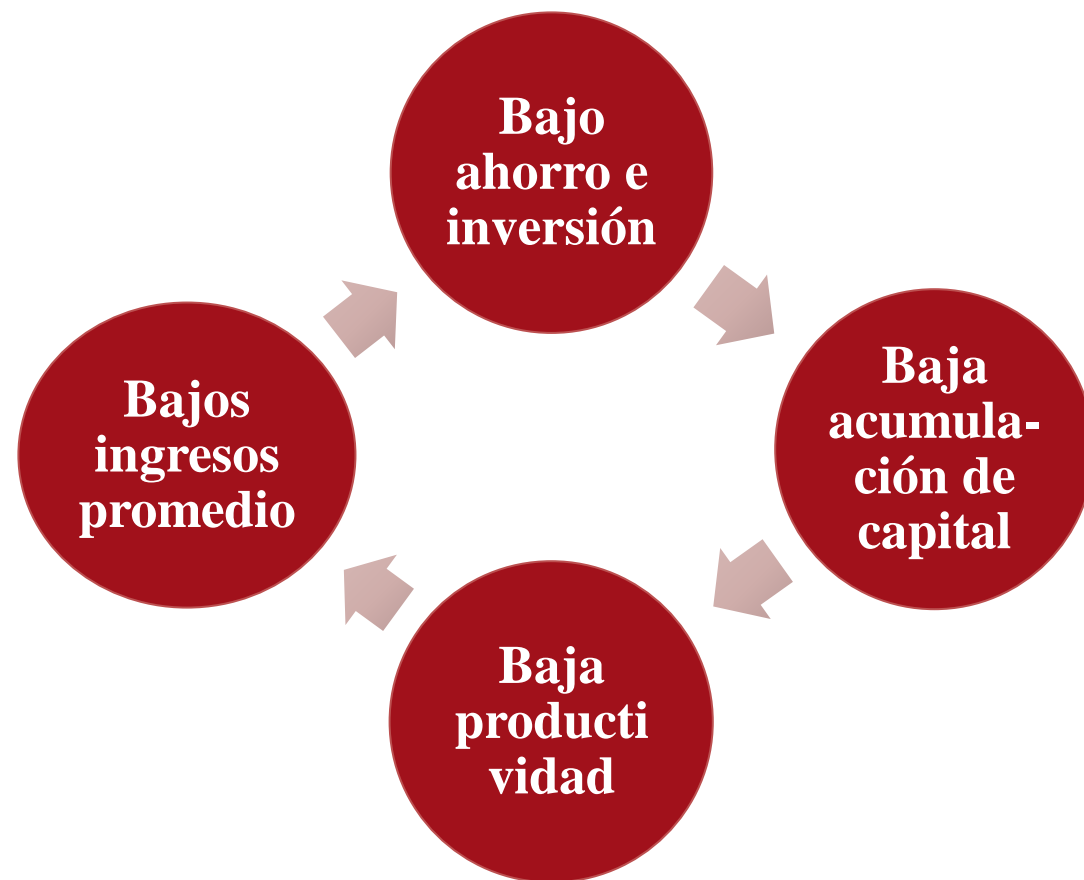 Bajo
ahorro e
inversión
Baja
acumula-
ción de
capital
Baja
producti
vidad
Bajos
ingresos
promedio